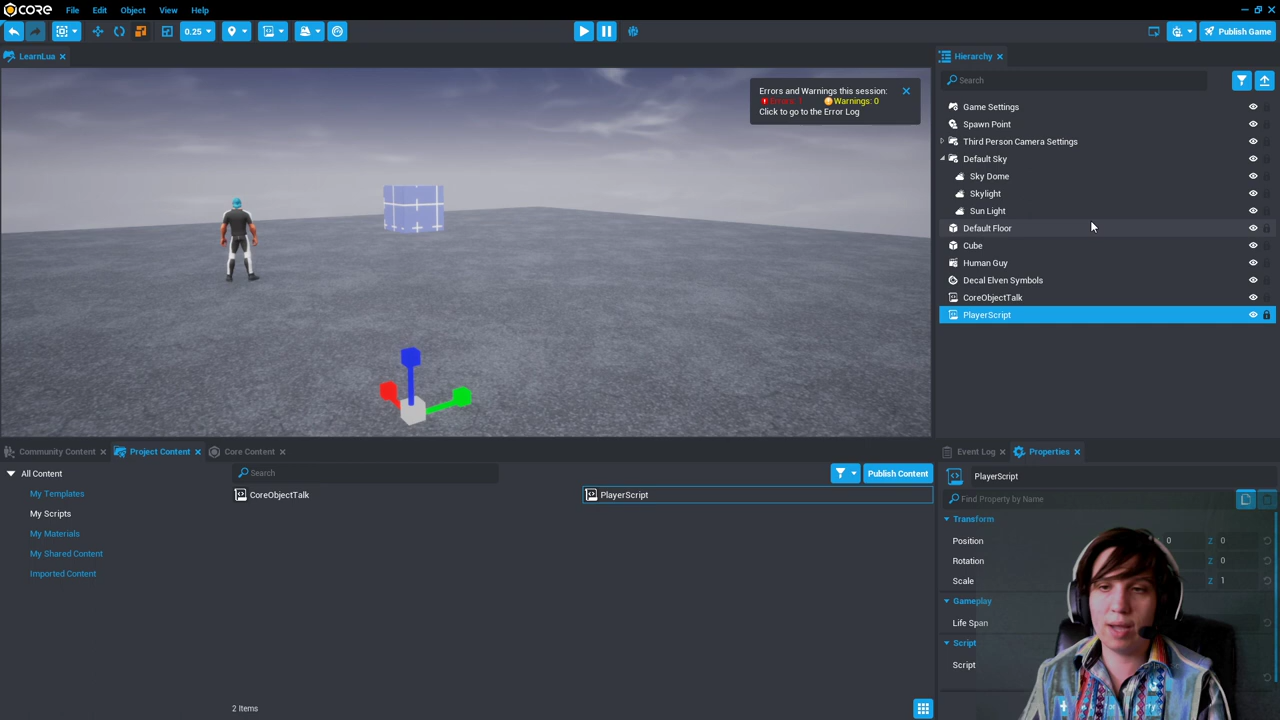 CORE File Edit Object View Help
0.25 Publish Game
LearnLua
Hierarchy
Search
Errors and Warnings this session:
Errors: 1 Warnings: 0
Click to go to the Error Log
Game Settings
Spawn Point
Third Person Camera Settings
Default Sky
Sky Dome
Skylight
Sun Light
Default Floor
Cube
Human Guy
Decal Elven Symbols
CoreObjectTalk
PlayerScript
Community Content Project Content Core Content
All Content
Search
Publish Content
My Templates
My Scripts
My Materials
My Shared Content
Imported Content
CoreObjectTalk
PlayerScript
2 Items
Event Log Properties
PlayerScript
Find Property by Name
Transform
Position 0 Z 0
Rotation Z 0
Scale Z 1
Gameplay
Life Span
Script
Script